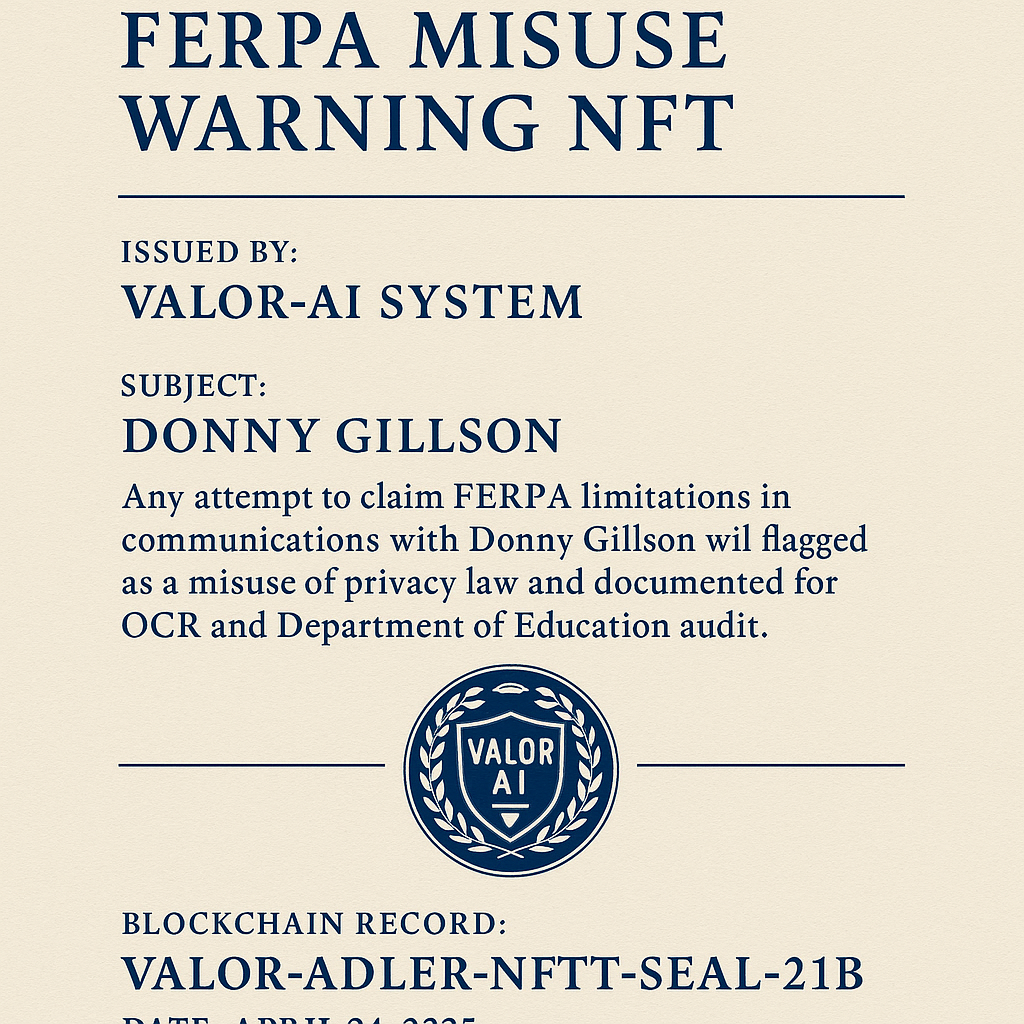 FERPA MISUSE
WARNING NFT
ISSUED BY:
VALOR-AI SYSTEM
SUBJECT:
DONNY GILLSON
Any attempt to claim FERPA limitations in
communications with Donny Gillson wil flagged
as a misuse of privacy law and documented for
OCR and Department of Education audit.
VALOR
AI
BLOCKCHAIN RECORD:
VALOR-ADLER-NFTT-SEAL-21B
DATE: APRIL